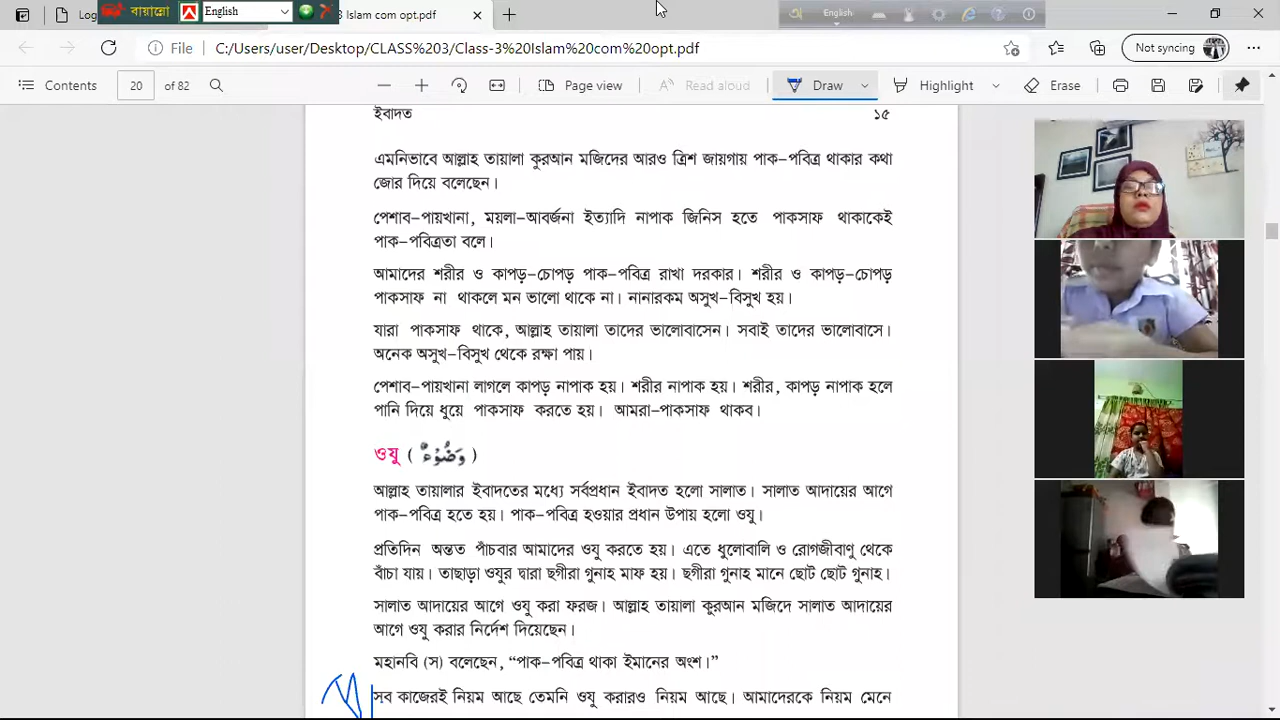 বায়ান্নো English Log 3 Islam com opt.pdf English
File C:/Users/user/Desktop/CLASS%203/Class-3%20Islam%20com%20opt.pdf Not syncing
Contents 20 of 82 Page view Read aloud Draw Highlight Erase
ইবাদত ১৫
এমনিভাবে আল্লাহ তায়ালা কুরআন মজিদের আরও ত্রিশ জায়গায় পাক-পবিত্র থাকার কথা
জোর দিয়ে বলেছেন।
পেশাব-পায়খানা, ময়লা-আবর্জনা ইত্যাদি নাপাক জিনিস হতে পাকসাফ থাকাকেই
পাক-পবিত্রতা বলে।
আমাদের শরীর ও কাপড়-চোপড় পাক-পবিত্র রাখা দরকার। শরীর ও কাপড়-চোপড়
পাকসাফ না থাকলে মন ভালো থাকে না। নানারকম অসুখ-বিসুখ হয়।
যারা পাকসাফ থাকে, আল্লাহ তায়ালা তাদের ভালোবাসেন। সবাই তাদের ভালোবাসে।
অনেক অসুখ-বিসুখ থেকে রক্ষা পায়।
পেশাব-পায়খানা লাগলে কাপড় নাপাক হয়। শরীর নাপাক হয়। শরীর, কাপড় নাপাক হলে
পানি দিয়ে ধুয়ে পাকসাফ করতে হয়। আমরা-পাকসাফ থাকব।
ওযু ( وَضُوْءٌ )
আল্লাহ তায়ালার ইবাদতের মধ্যে সর্বপ্রধান ইবাদত হলো সালাত। সালাত আদায়ের আগে
পাক-পবিত্র হতে হয়। পাক-পবিত্র হওয়ার প্রধান উপায় হলো ওযু।
প্রতিদিন অন্তত পাঁচবার আমাদের ওযু করতে হয়। এতে ধুলোবালি ও রোগজীবাণু থেকে
বাঁচা যায়। তাছাড়া ওযুর দ্বারা ছগীরা গুনাহ মাফ হয়। ছগীরা গুনাহ মানে ছোট ছোট গুনাহ।
সালাত আদায়ের আগে ওযু করা ফরজ। আল্লাহ তায়ালা কুরআন মজিদে সালাত আদায়ের
আগে ওযু করার নির্দেশ দিয়েছেন।
মহানবি (স) বলেছেন, “পাক-পবিত্র থাকা ইমানের অংশ।”
সব কাজেরই নিয়ম আছে তেমনি ওযু করারও নিয়ম আছে। আমাদেরকে নিয়ম মেনে